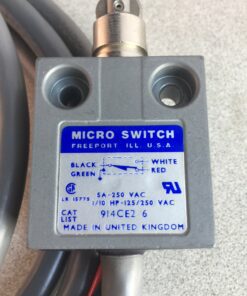 MICRO SWITCH
FREEPORT ILL. U.S.A
BLACK WHITE
GREEN RED
LR 15775
5A-250 VAC
1/10 HP-125/250 VAC
CAT LIST 914CE2 6
MADE IN UNITED KINGDOM